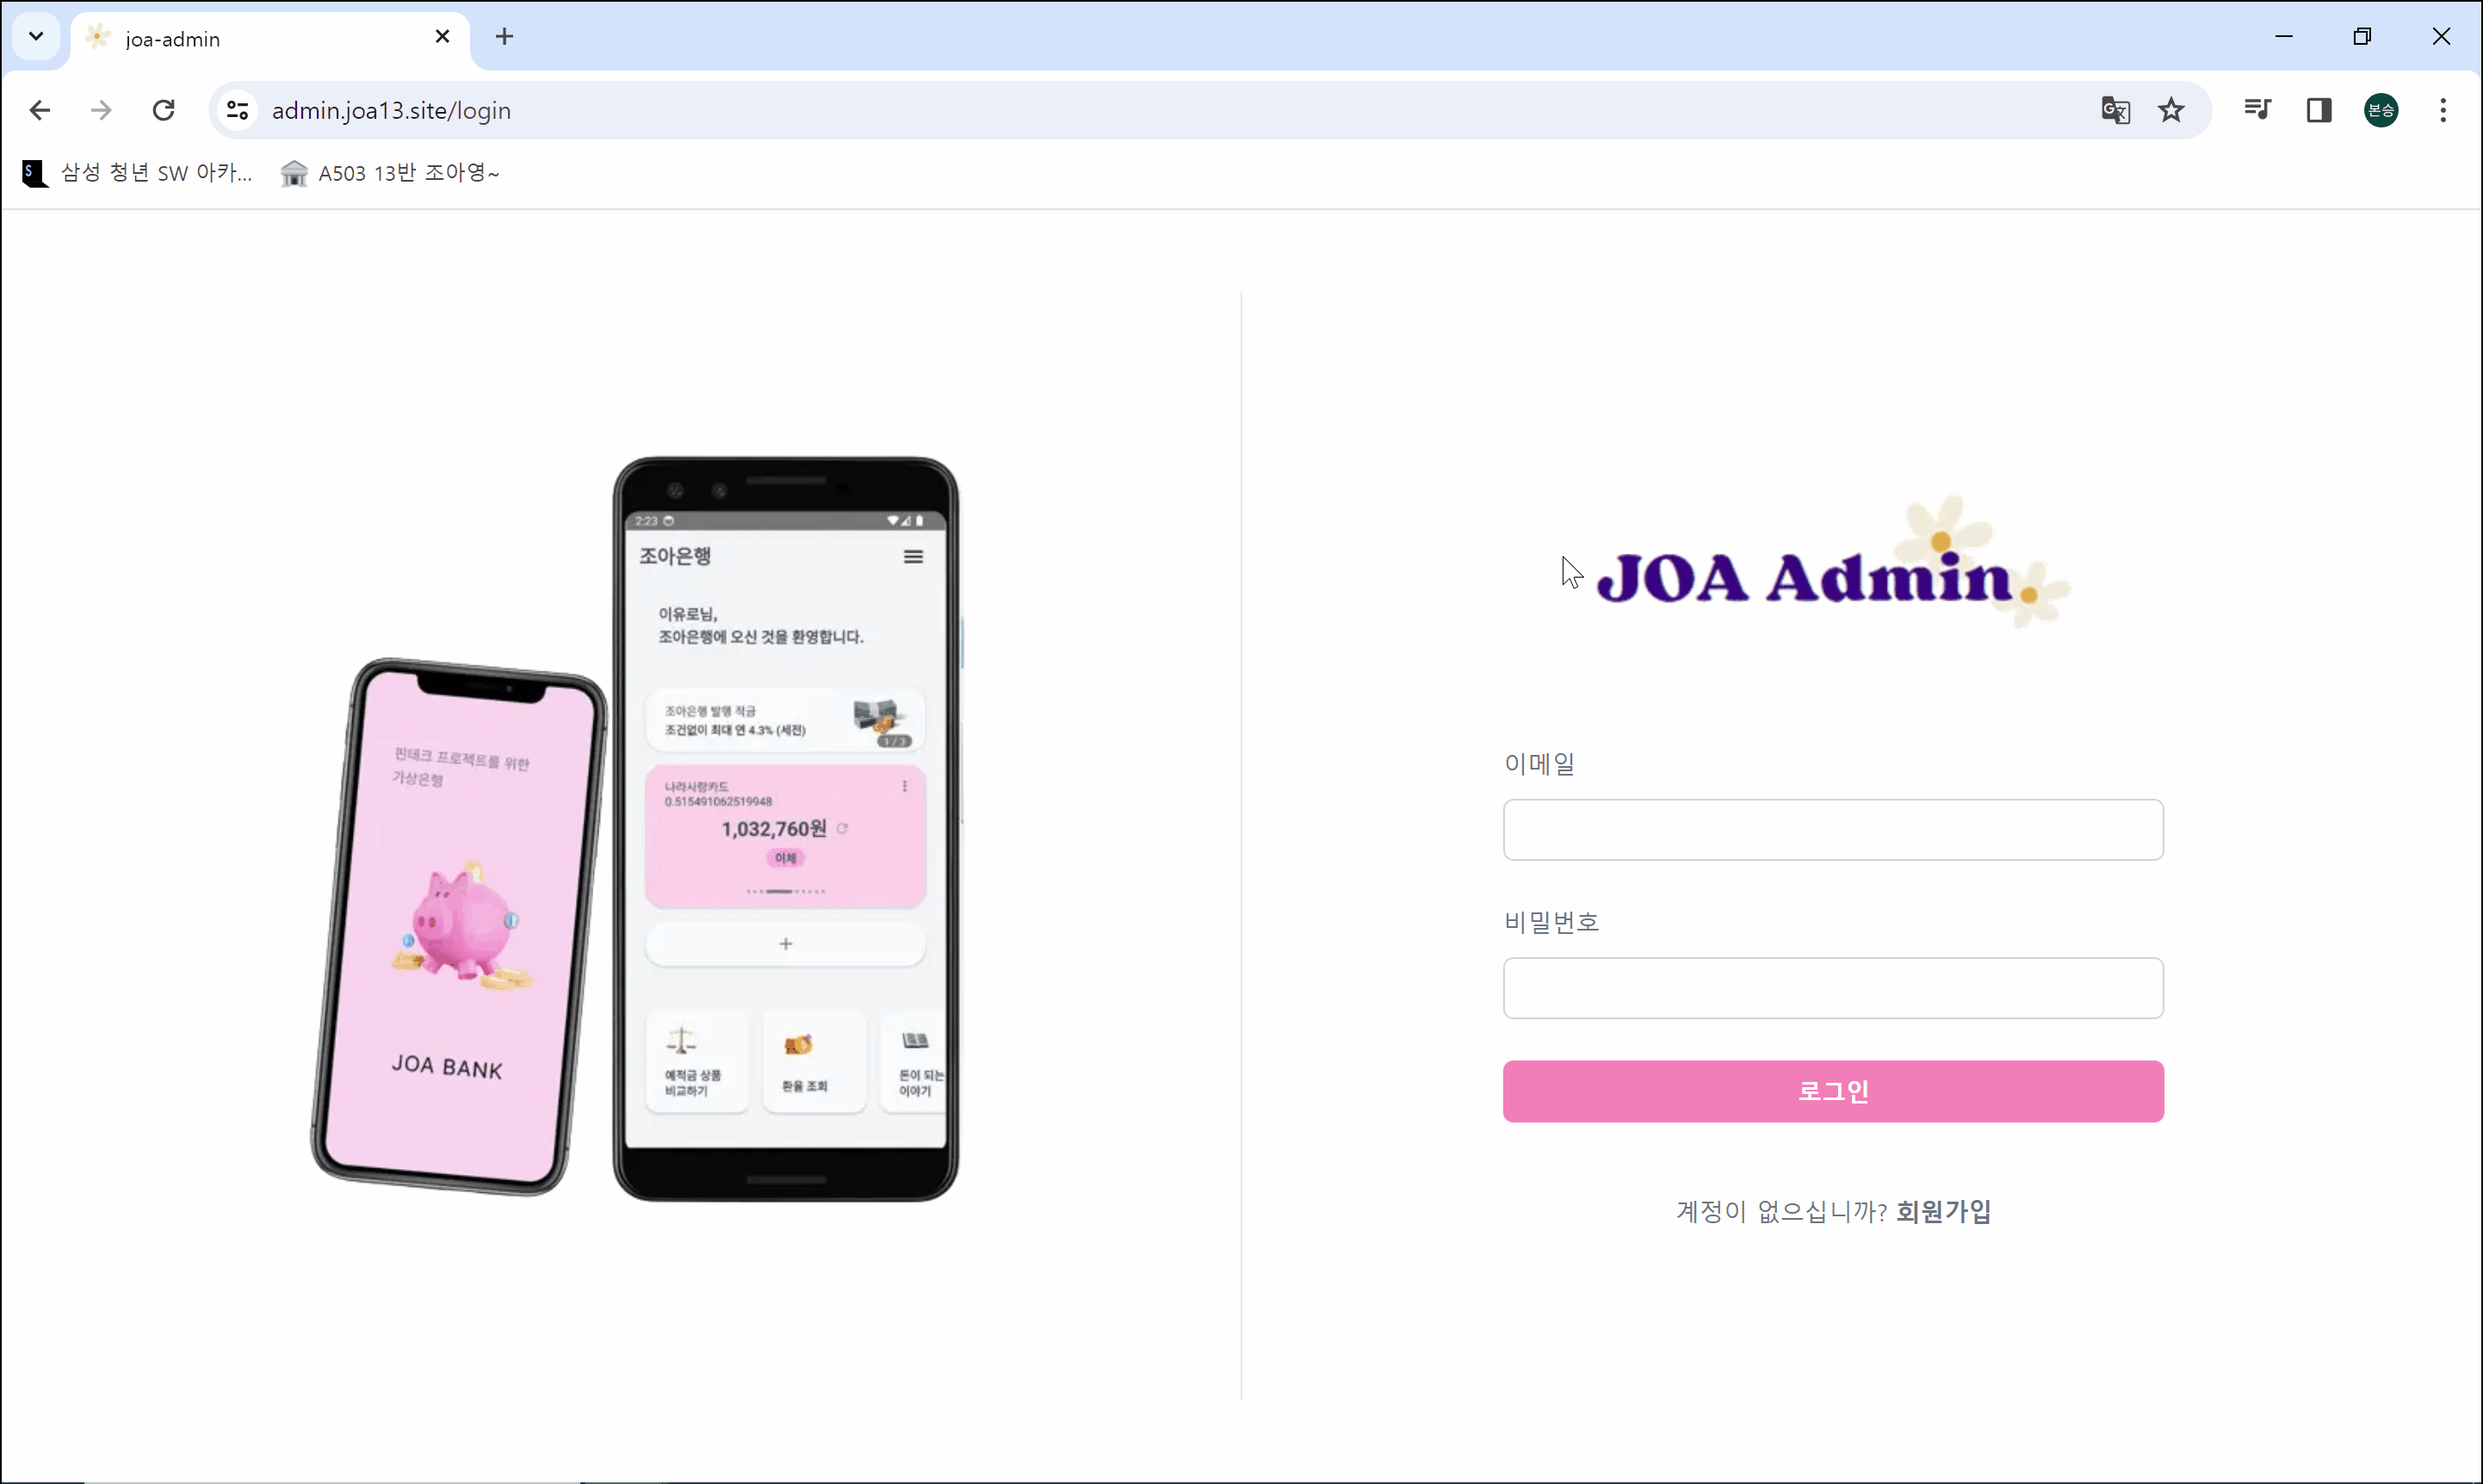 joa-admin
admin.joa13.site/login
본승
삼성 청년 SW 아카...
A503 13반 조아영~
2:23
조아은행
이유로님,
조아은행에 오신 것을 환영합니다.
조아은행 발행 적금
조건없이 최대 연 4.3% (세전)
1 / 3
나라사랑카드
0.515491062519948
1,032,760원
이체
+
예적금 상품
비교하기
환율 조회
돈이 되는
이야기
핀테크 프로젝트를 위한
가상은행
JOA BANK
JOA Admin
이메일
비밀번호
로그인
계정이 없으십니까? 회원가입